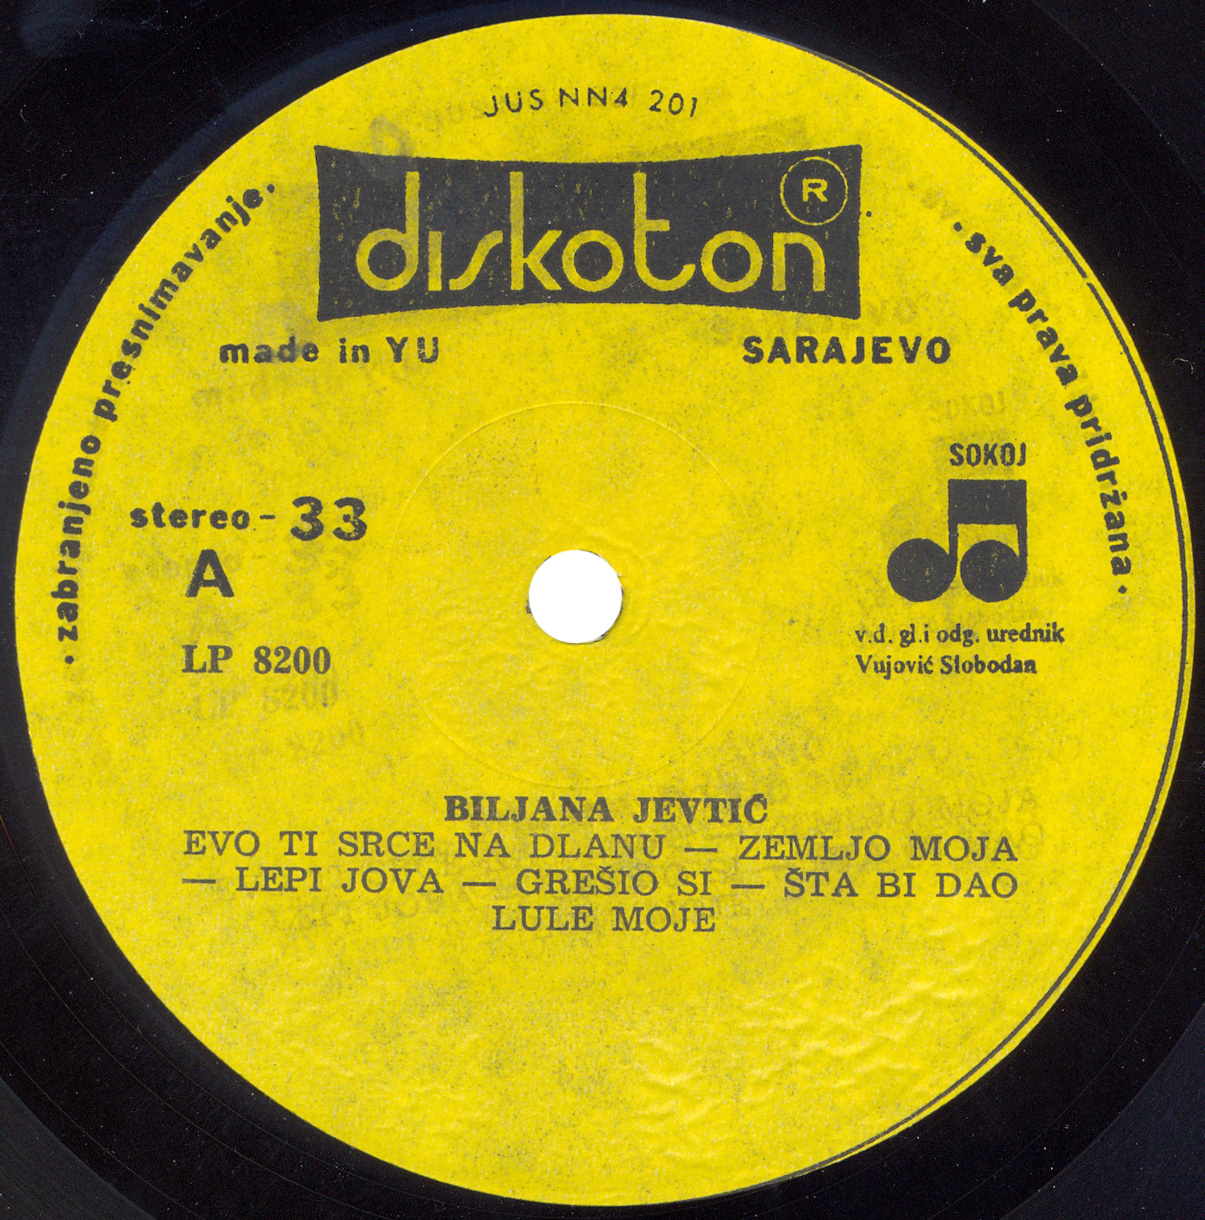 JUS NN4 201
diskoton
R
made in YU
SARAJEVO
• zabranjeno presnimavanje •
• sva prava pridržana •
SOKOJ
stereo - 33
A
LP 8200
v.d. gl.i odg. urednik
Vujović Slobodan
BILJANA JEVTIĆ
EVO TI SRCE NA DLANU — ZEMLJO MOJA
— LEPI JOVA — GREŠIO SI — ŠTA BI DAO
LULE MOJE